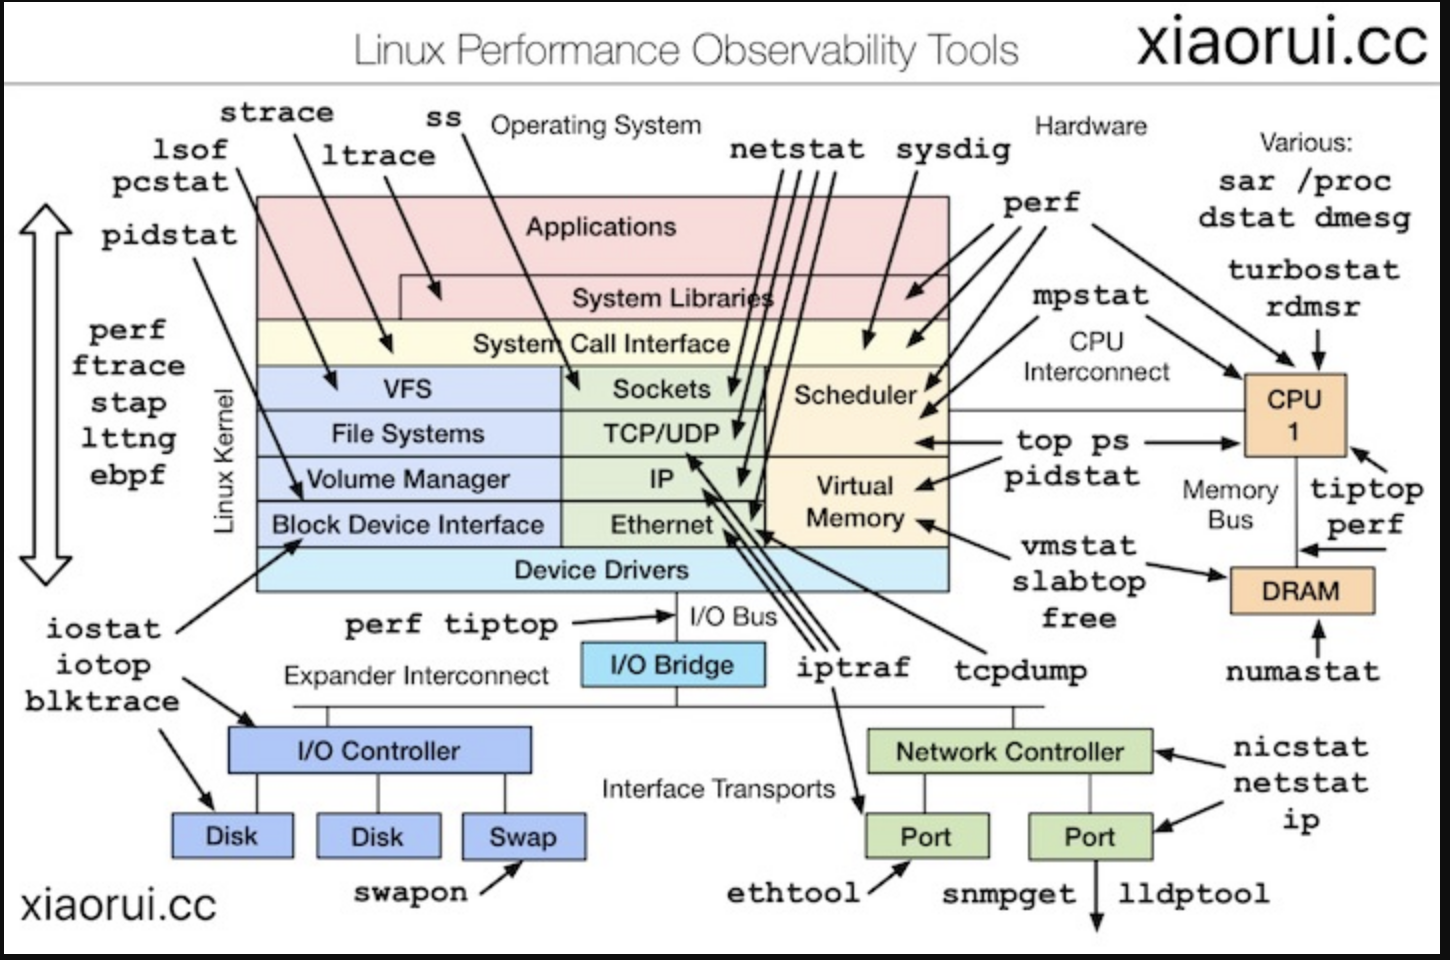 Linux Performance Observability Tools
xiaorui.cc
strace
ss
Operating System
Hardware
Various:
lsof
ltrace
netstat
sysdig
pcstat
sar /proc
dstat dmesg
pidstat
perf
Applications
turbostat
rdmsr
System Libraries
mpstat
perf
ftrace
stap
lttng
ebpf
System Call Interface
CPU
Interconnect
Linux Kernel
VFS
Sockets
Scheduler
CPU
1
File Systems
TCP/UDP
top ps
pidstat
Volume Manager
IP
Virtual
Memory
Memory
Bus
tiptop
perf
Block Device Interface
Ethernet
vmstat
slabtop
free
Device Drivers
DRAM
iostat
iotop
blktrace
perf tiptop
I/O Bus
I/O Bridge
iptraf
tcpdump
numastat
Expander Interconnect
I/O Controller
Network Controller
nicstat
netstat
ip
Interface Transports
Disk
Disk
Swap
Port
Port
swapon
ethtool
snmpget
lldptool
xiaorui.cc